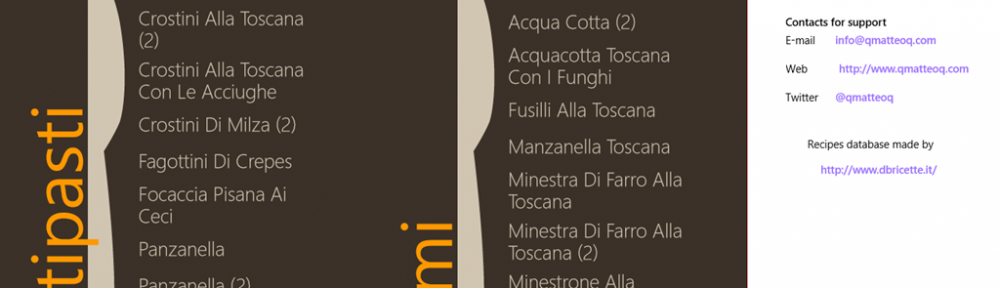 tiipasti
Crostini Alla Toscana
(2)
Crostini Alla Toscana
Con Le Acciughe
Crostini Di Milza (2)
Fagottini Di Crepes
Focaccia Pisana Ai
Ceci
Panzanella
Panzanella (2)
mi
Acqua Cotta (2)
Acquacotta Toscana
Con I Funghi
Fusilli Alla Toscana
Manzanella Toscana
Minestra Di Farro Alla
Toscana
Minestra Di Farro Alla
Toscana (2)
Minestrone Alla
Contacts for support
E-mail info@qmatteoq.com
Web http://www.qmatteoq.com
Twitter @qmatteoq
Recipes database made by
http://www.dbricette.it/